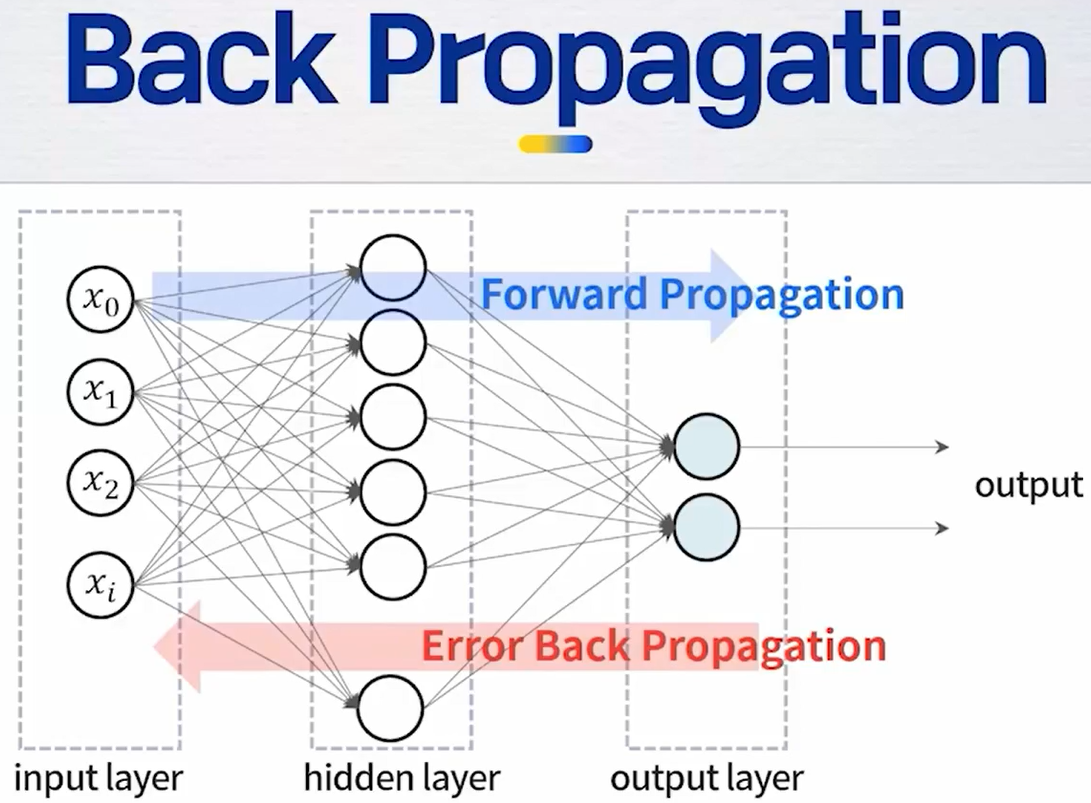 Back Propagation
x0
x1
x2
xi
Forward Propagation
output
Error Back Propagation
input layer
hidden layer
output layer